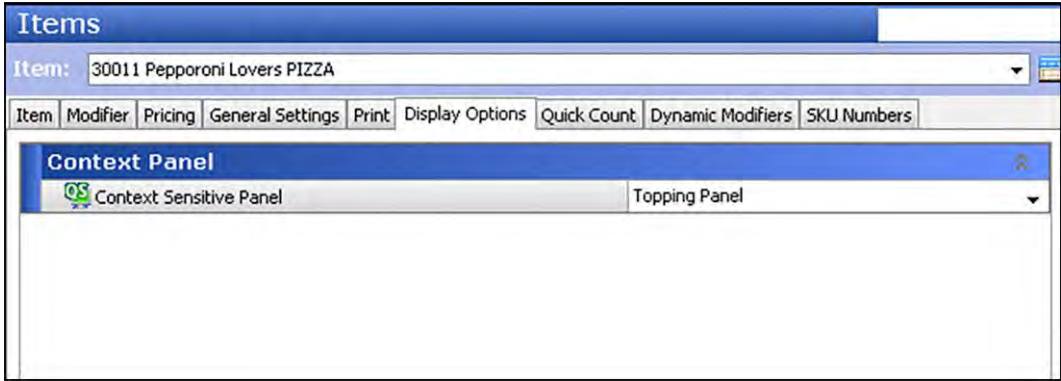 Items
Item: 30011 Pepporoni Lovers PIZZA
Item Modifier Pricing General Settings Print Display Options Quick Count Dynamic Modifiers SKU Numbers
Context Panel
QS Context Sensitive Panel Topping Panel